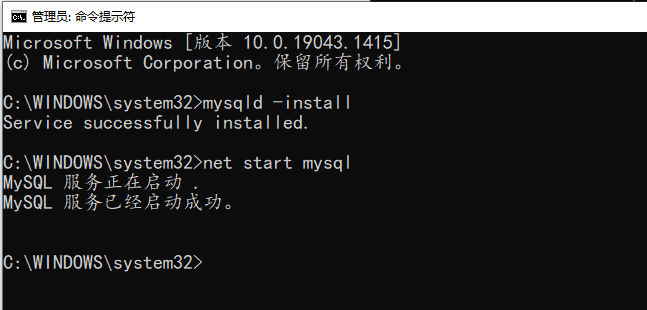 管理员: 命令提示符
Microsoft Windows [版本 10.0.19043.1415]
(c) Microsoft Corporation。保留所有权利。
C:\WINDOWS\system32>mysqld -install
Service successfully installed.
C:\WINDOWS\system32>net start mysql
MySQL 服务正在启动 .
MySQL 服务已经启动成功。
C:\WINDOWS\system32>